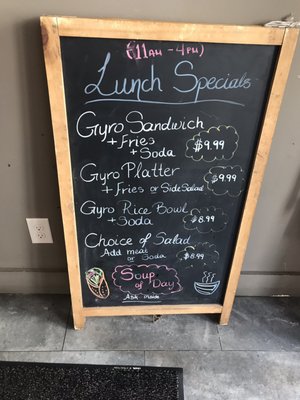 (11AM - 4PM)
Lunch Specials
Gyro Sandwich
+ Fries
+ Soda
$9.99
Gyro Platter
+ Fries or Side Salad
$9.99
Gyro Rice Bowl
+ Soda
$8.99
Choice of Salad
Add meat
or Soda
$8.99
Soup
of Day
Ask Inside